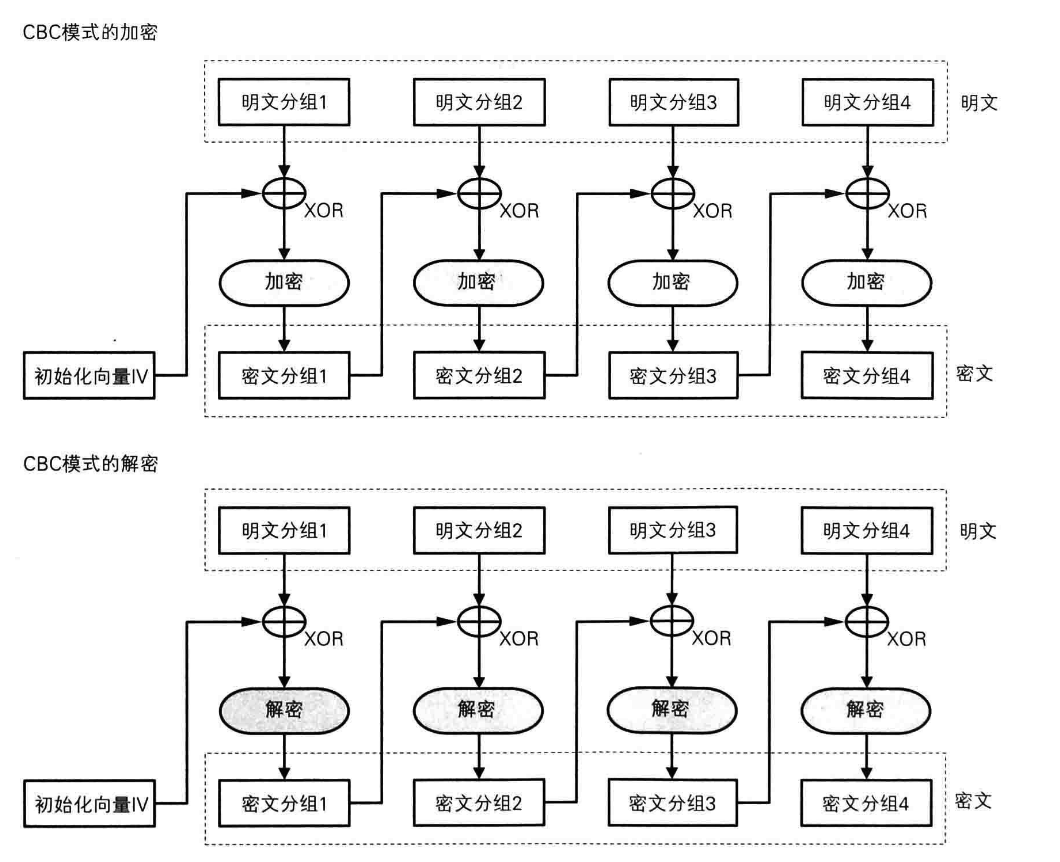 CBC模式的加密
明文分组1 明文分组2 明文分组3 明文分组4 明文
XOR XOR XOR XOR
加密 加密 加密 加密
初始化向量IV 密文分组1 密文分组2 密文分组3 密文分组4 密文
CBC模式的解密
明文分组1 明文分组2 明文分组3 明文分组4 明文
XOR XOR XOR XOR
解密 解密 解密 解密
初始化向量IV 密文分组1 密文分组2 密文分组3 密文分组4 密文